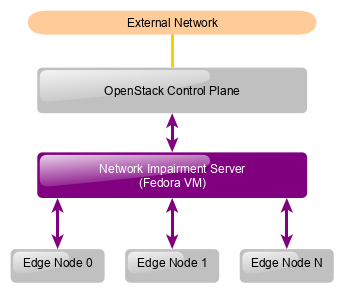 External Network
OpenStack Control Plane
Network Impairment Server
(Fedora VM)
Edge Node 0
Edge Node 1
Edge Node N